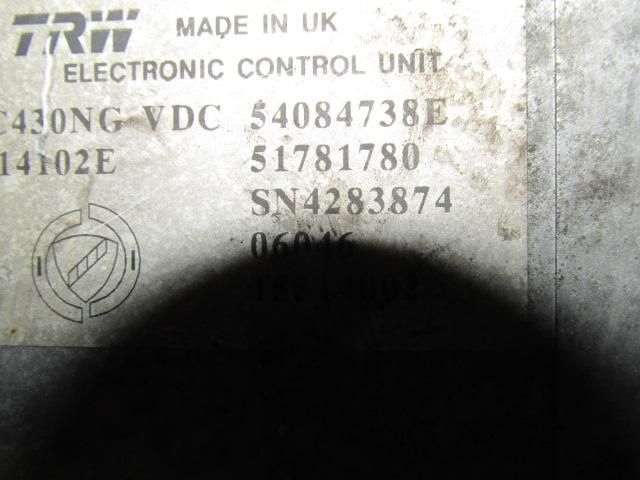 TRW MADE IN UK
ELECTRONIC CONTROL UNIT
C430NG VDC 54084738E
14102E 51781780
SN4283874
06046